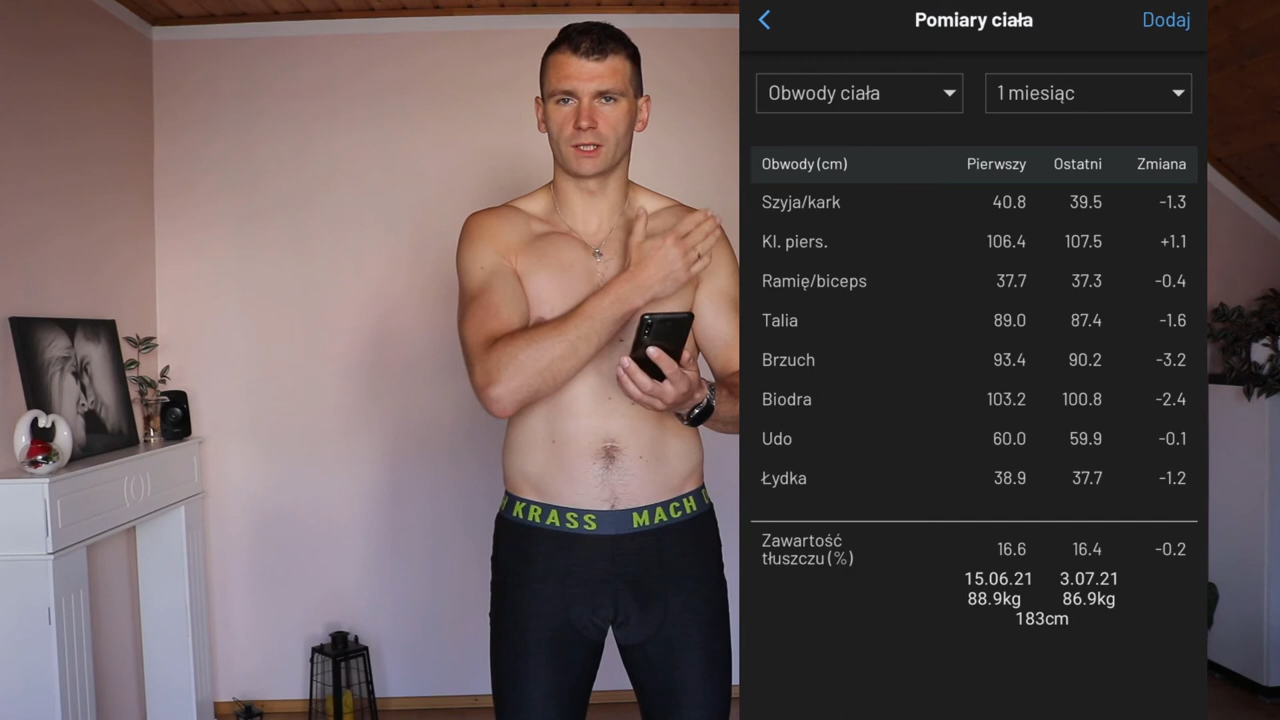 Pomiary ciała
Dodaj
Obwody ciała
1 miesiąc
Obwody (cm) Pierwszy Ostatni Zmiana
Szyja/kark 40.8 39.5 -1.3
Kl. piers. 106.4 107.5 +1.1
Ramię/biceps 37.7 37.3 -0.4
Talia 89.0 87.4 -1.6
Brzuch 93.4 90.2 -3.2
Biodra 103.2 100.8 -2.4
Udo 60.0 59.9 -0.1
Łydka 38.9 37.7 -1.2
Zawartość
tłuszczu (%) 16.6 16.4 -0.2
15.06.21 3.07.21
88.9kg 86.9kg
183cm
KRASS MACH